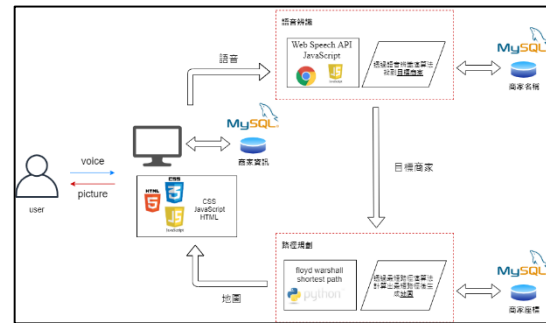 語音辨識
Web Speech API
JavaScript
JS
JavaScript
經過語音辨識演算法
找到目標商家
MySQL
商家名稱
語音
MySQL
商家資訊
目標商家
voice
picture
user
HTML
5
CSS
3
JS
JavaScript
CSS
JavaScript
HTML
地圖
路徑規劃
floyd warshall
shortest path
python
經過最短路徑演算法
計算出最短路徑後生
成地圖
MySQL
商家座標